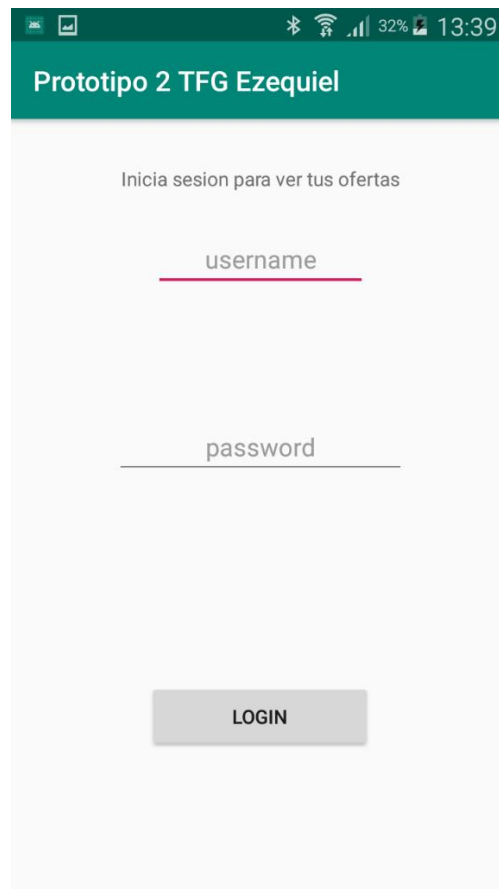 32% 13:39
Prototipo 2 TFG Ezequiel
Inicia sesion para ver tus ofertas
username
password
LOGIN